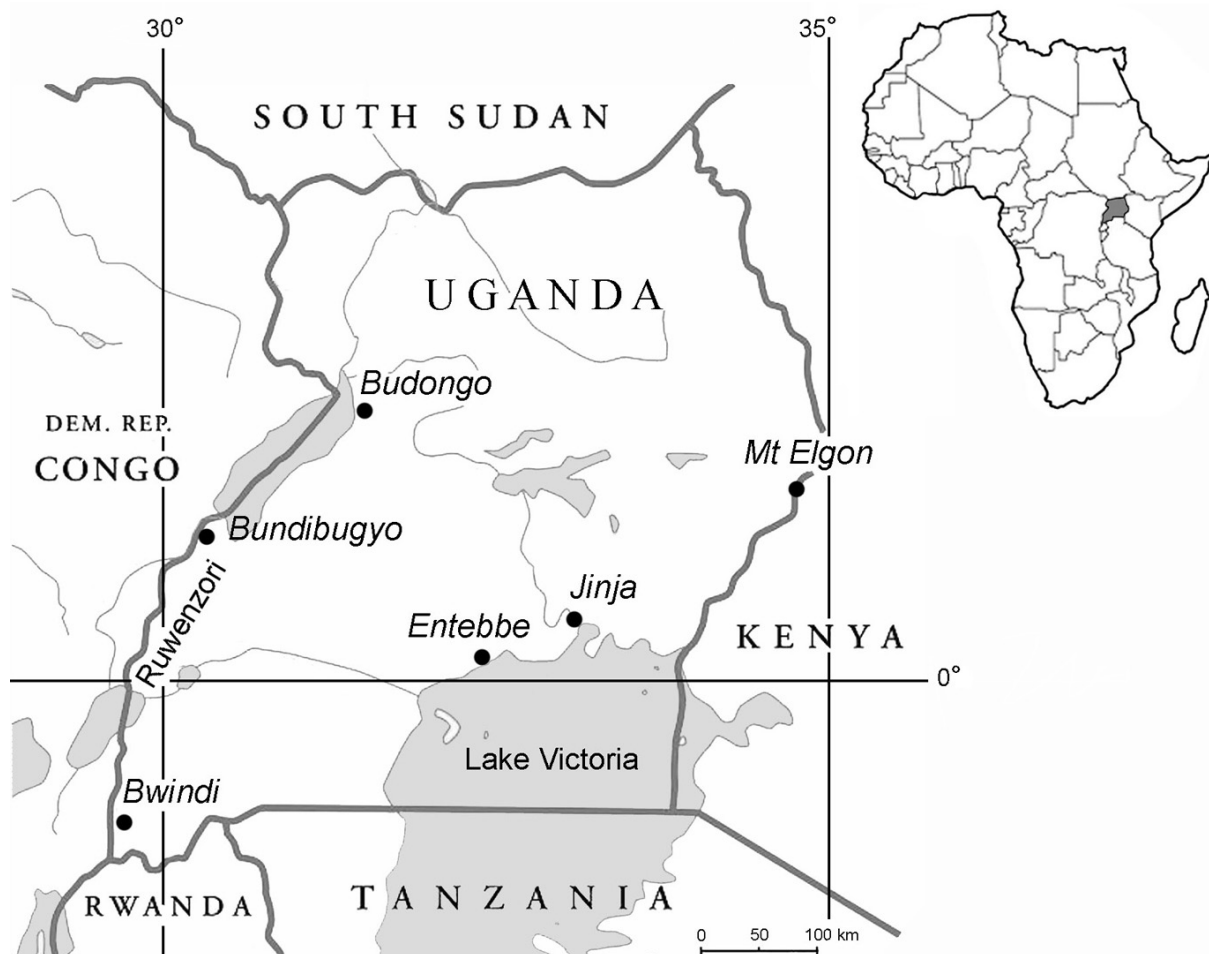 30°
35°
SOUTH SUDAN
UGANDA
Budongo
DEM. REP.
CONGO
Mt Elgon
Bundibugyo
Ruwenzori
Jinja
Entebbe
KENYA
0°
Lake Victoria
Bwindi
RWANDA
TANZANIA
0 50 100 km